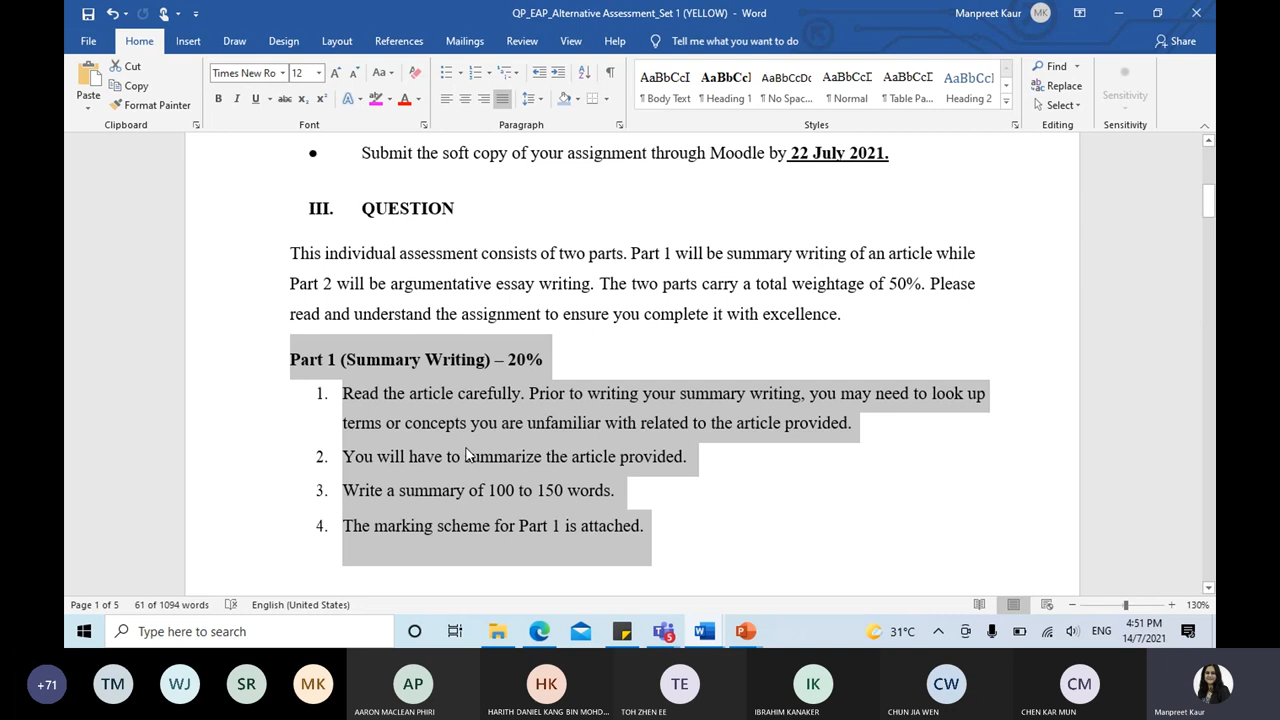 QP_EAP_Alternative Assessment_Set 1 (YELLOW) - Word
Manpreet Kaur
MK
File
Home
Insert
Draw
Design
Layout
References
Mailings
Review
View
Help
Tell me what you want to do
Share
Paste
Cut
Copy
Format Painter
Clipboard
Times New Ro
12
Font
Paragraph
AaBbCcI
¶ Body Text
AaBbCc
¶ Heading 1
AaBbCcDc
¶ No Spac...
AaBbCcI
¶ Normal
AaBbCcI
¶ Table Pa...
AaBbCcI
Heading 2
Styles
Find
Replace
Select
Editing
Sensitivity
Sensitivity
• Submit the soft copy of your assignment through Moodle by 22 July 2021.
III. QUESTION
This individual assessment consists of two parts. Part 1 will be summary writing of an article while
Part 2 will be argumentative essay writing. The two parts carry a total weightage of 50%. Please
read and understand the assignment to ensure you complete it with excellence.
Part 1 (Summary Writing) – 20%
1. Read the article carefully. Prior to writing your summary writing, you may need to look up
terms or concepts you are unfamiliar with related to the article provided.
2. You will have to summarize the article provided.
3. Write a summary of 100 to 150 words.
4. The marking scheme for Part 1 is attached.
Page 1 of 5
61 of 1094 words
English (United States)
130%
Type here to search
5
31°C
ENG
4:51 PM
14/7/2021
+71
TM
WJ
SR
MK
AP
AARON MACLEAN PHIRI
HK
HARITH DANIEL KANG BIN MOHD...
TE
TOH ZHEN EE
IK
IBRAHIM KANAKER
CW
CHUN JIA WEN
CM
CHEN KAR MUN
Manpreet Kaur